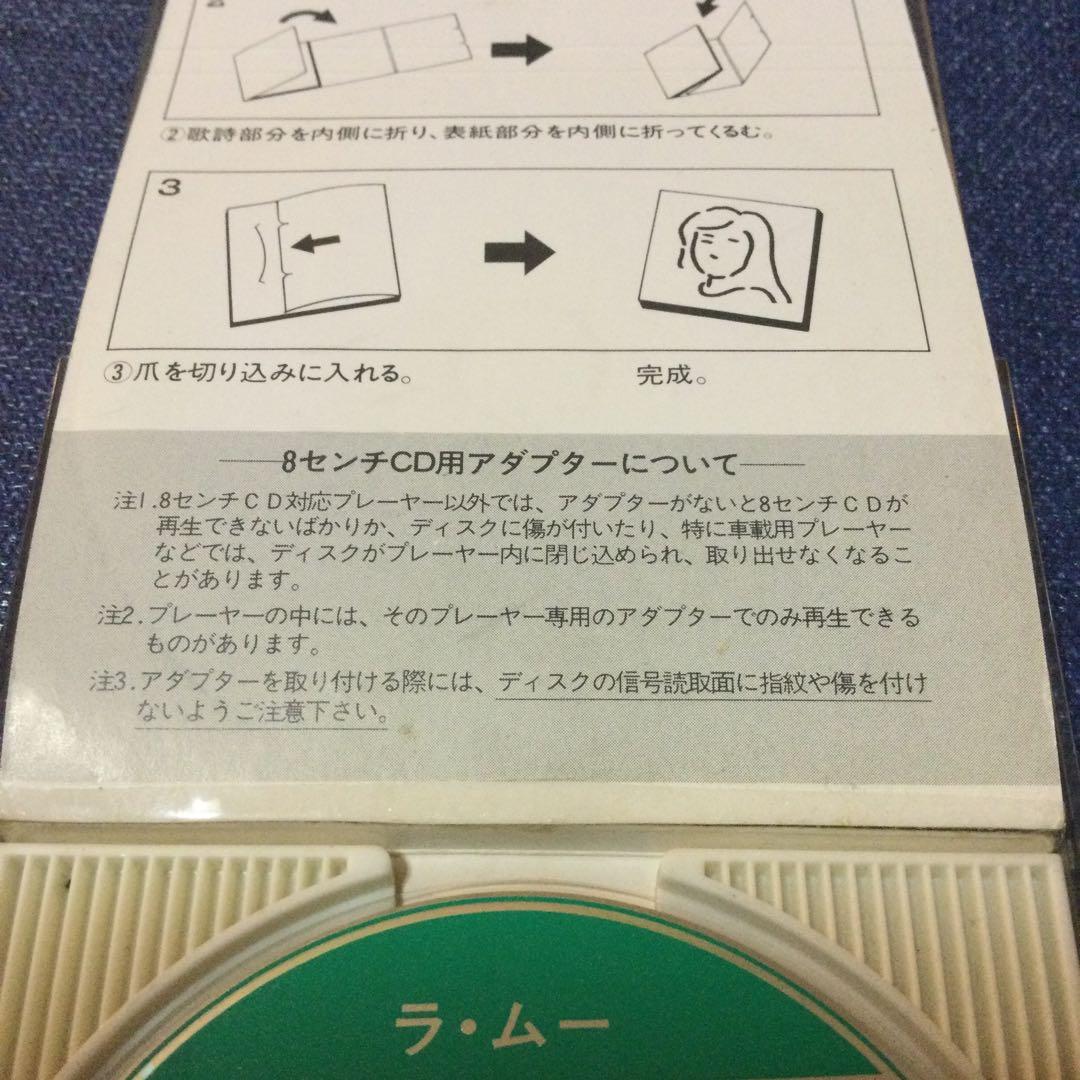 2
②歌詩部分を内側に折り、表紙部分を内側に折ってくるむ。
3
③爪を切り込みに入れる。
完成。
8センチCD用アダプターについて
注1.8センチCD対応プレーヤー以外では、アダプターがないと8センチCDが
再生できないばかりか、ディスクに傷が付いたり、特に車載用プレーヤー
などでは、ディスクがプレーヤー内に閉じ込められ、取り出せなくなるこ
とがあります。
注2.プレーヤーの中には、そのプレーヤー専用のアダプターでのみ再生できる
ものがあります。
注3.アダプターを取り付ける際には、ディスクの信号読取面に指紋や傷を付け
ないようご注意下さい。
ラ・ムー